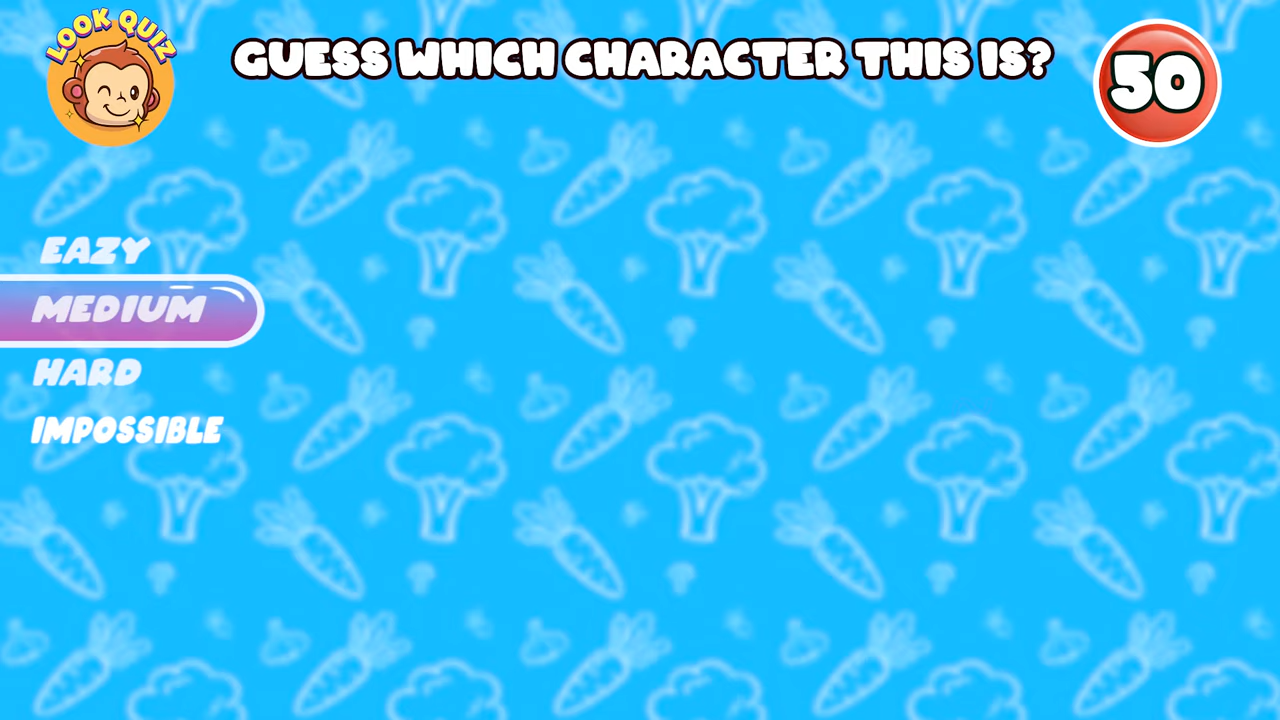 LOOK QUIZ
GUESS WHICH CHARACTER THIS IS?
50
EAZY
MEDIUM
HARD
IMPOSSIBLE